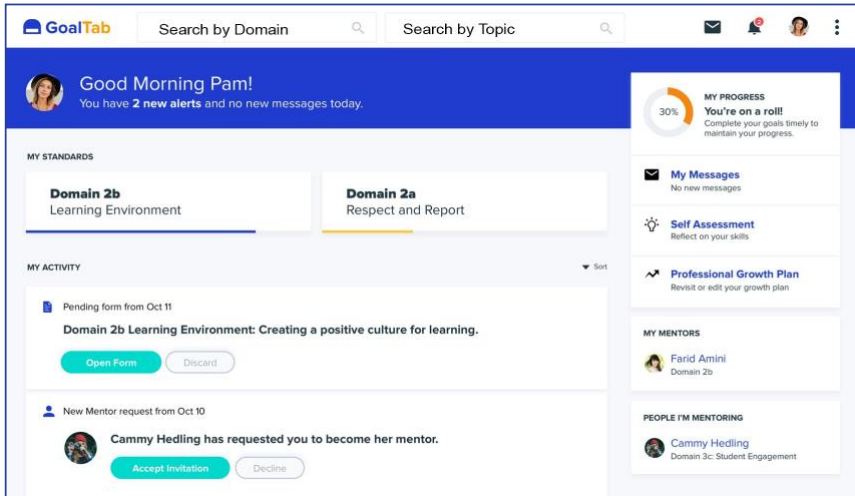 GoalTab
Search by Domain
Search by Topic
2
Good Morning Pam!
You have 2 new alerts and no new messages today.
MY STANDARDS
Domain 2b
Learning Environment
Domain 2a
Respect and Report
MY ACTIVITY
Sort
Pending form from Oct 11
Domain 2b Learning Environment: Creating a positive culture for learning.
Open Form
Discard
New Mentor request from Oct 10
Cammy Hedling has requested you to become her mentor.
Accept Invitation
Decline
30%
MY PROGRESS
You're on a roll!
Complete your goals timely to
maintain your progress.
My Messages
No new messages
Self Assessment
Reflect on your skills
Professional Growth Plan
Revisit or edit your growth plan
MY MENTORS
Farid Amini
Domain 2b
PEOPLE I'M MENTORING
Cammy Hedling
Domain 3c: Student Engagement